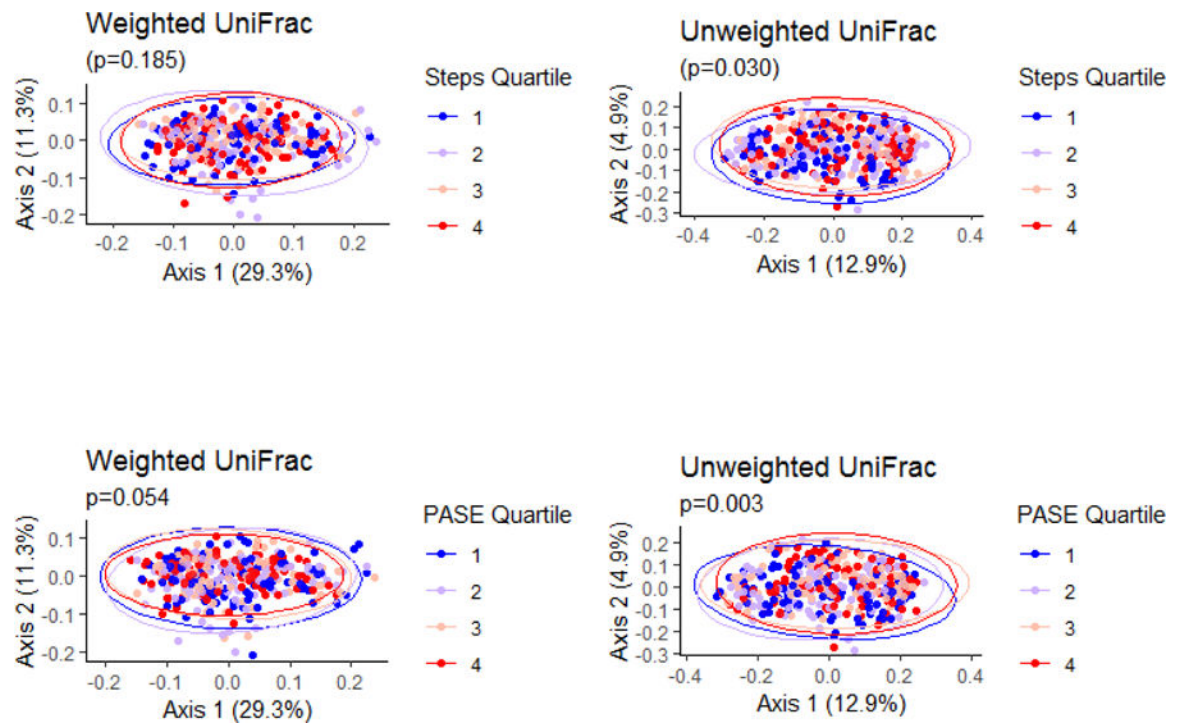 Weighted UniFrac
(p=0.185)
Axis 2 (11.3%)
0.1
0.0
-0.1
-0.2
-0.2 -0.1 0.0 0.1 0.2
Axis 1 (29.3%)
Steps Quartile
1
2
3
4
Unweighted UniFrac
(p=0.030)
Axis 2 (4.9%)
0.2
0.1
0.0
-0.1
-0.2
-0.3
-0.4 -0.2 0.0 0.2 0.4
Axis 1 (12.9%)
Steps Quartile
1
2
3
4
Weighted UniFrac
p=0.054
Axis 2 (11.3%)
0.1
0.0
-0.1
-0.2
-0.2 -0.1 0.0 0.1 0.2
Axis 1 (29.3%)
PASE Quartile
1
2
3
4
Unweighted UniFrac
p=0.003
Axis 2 (4.9%)
0.2
0.1
0.0
-0.1
-0.2
-0.3
-0.4 -0.2 0.0 0.2 0.4
Axis 1 (12.9%)
PASE Quartile
1
2
3
4